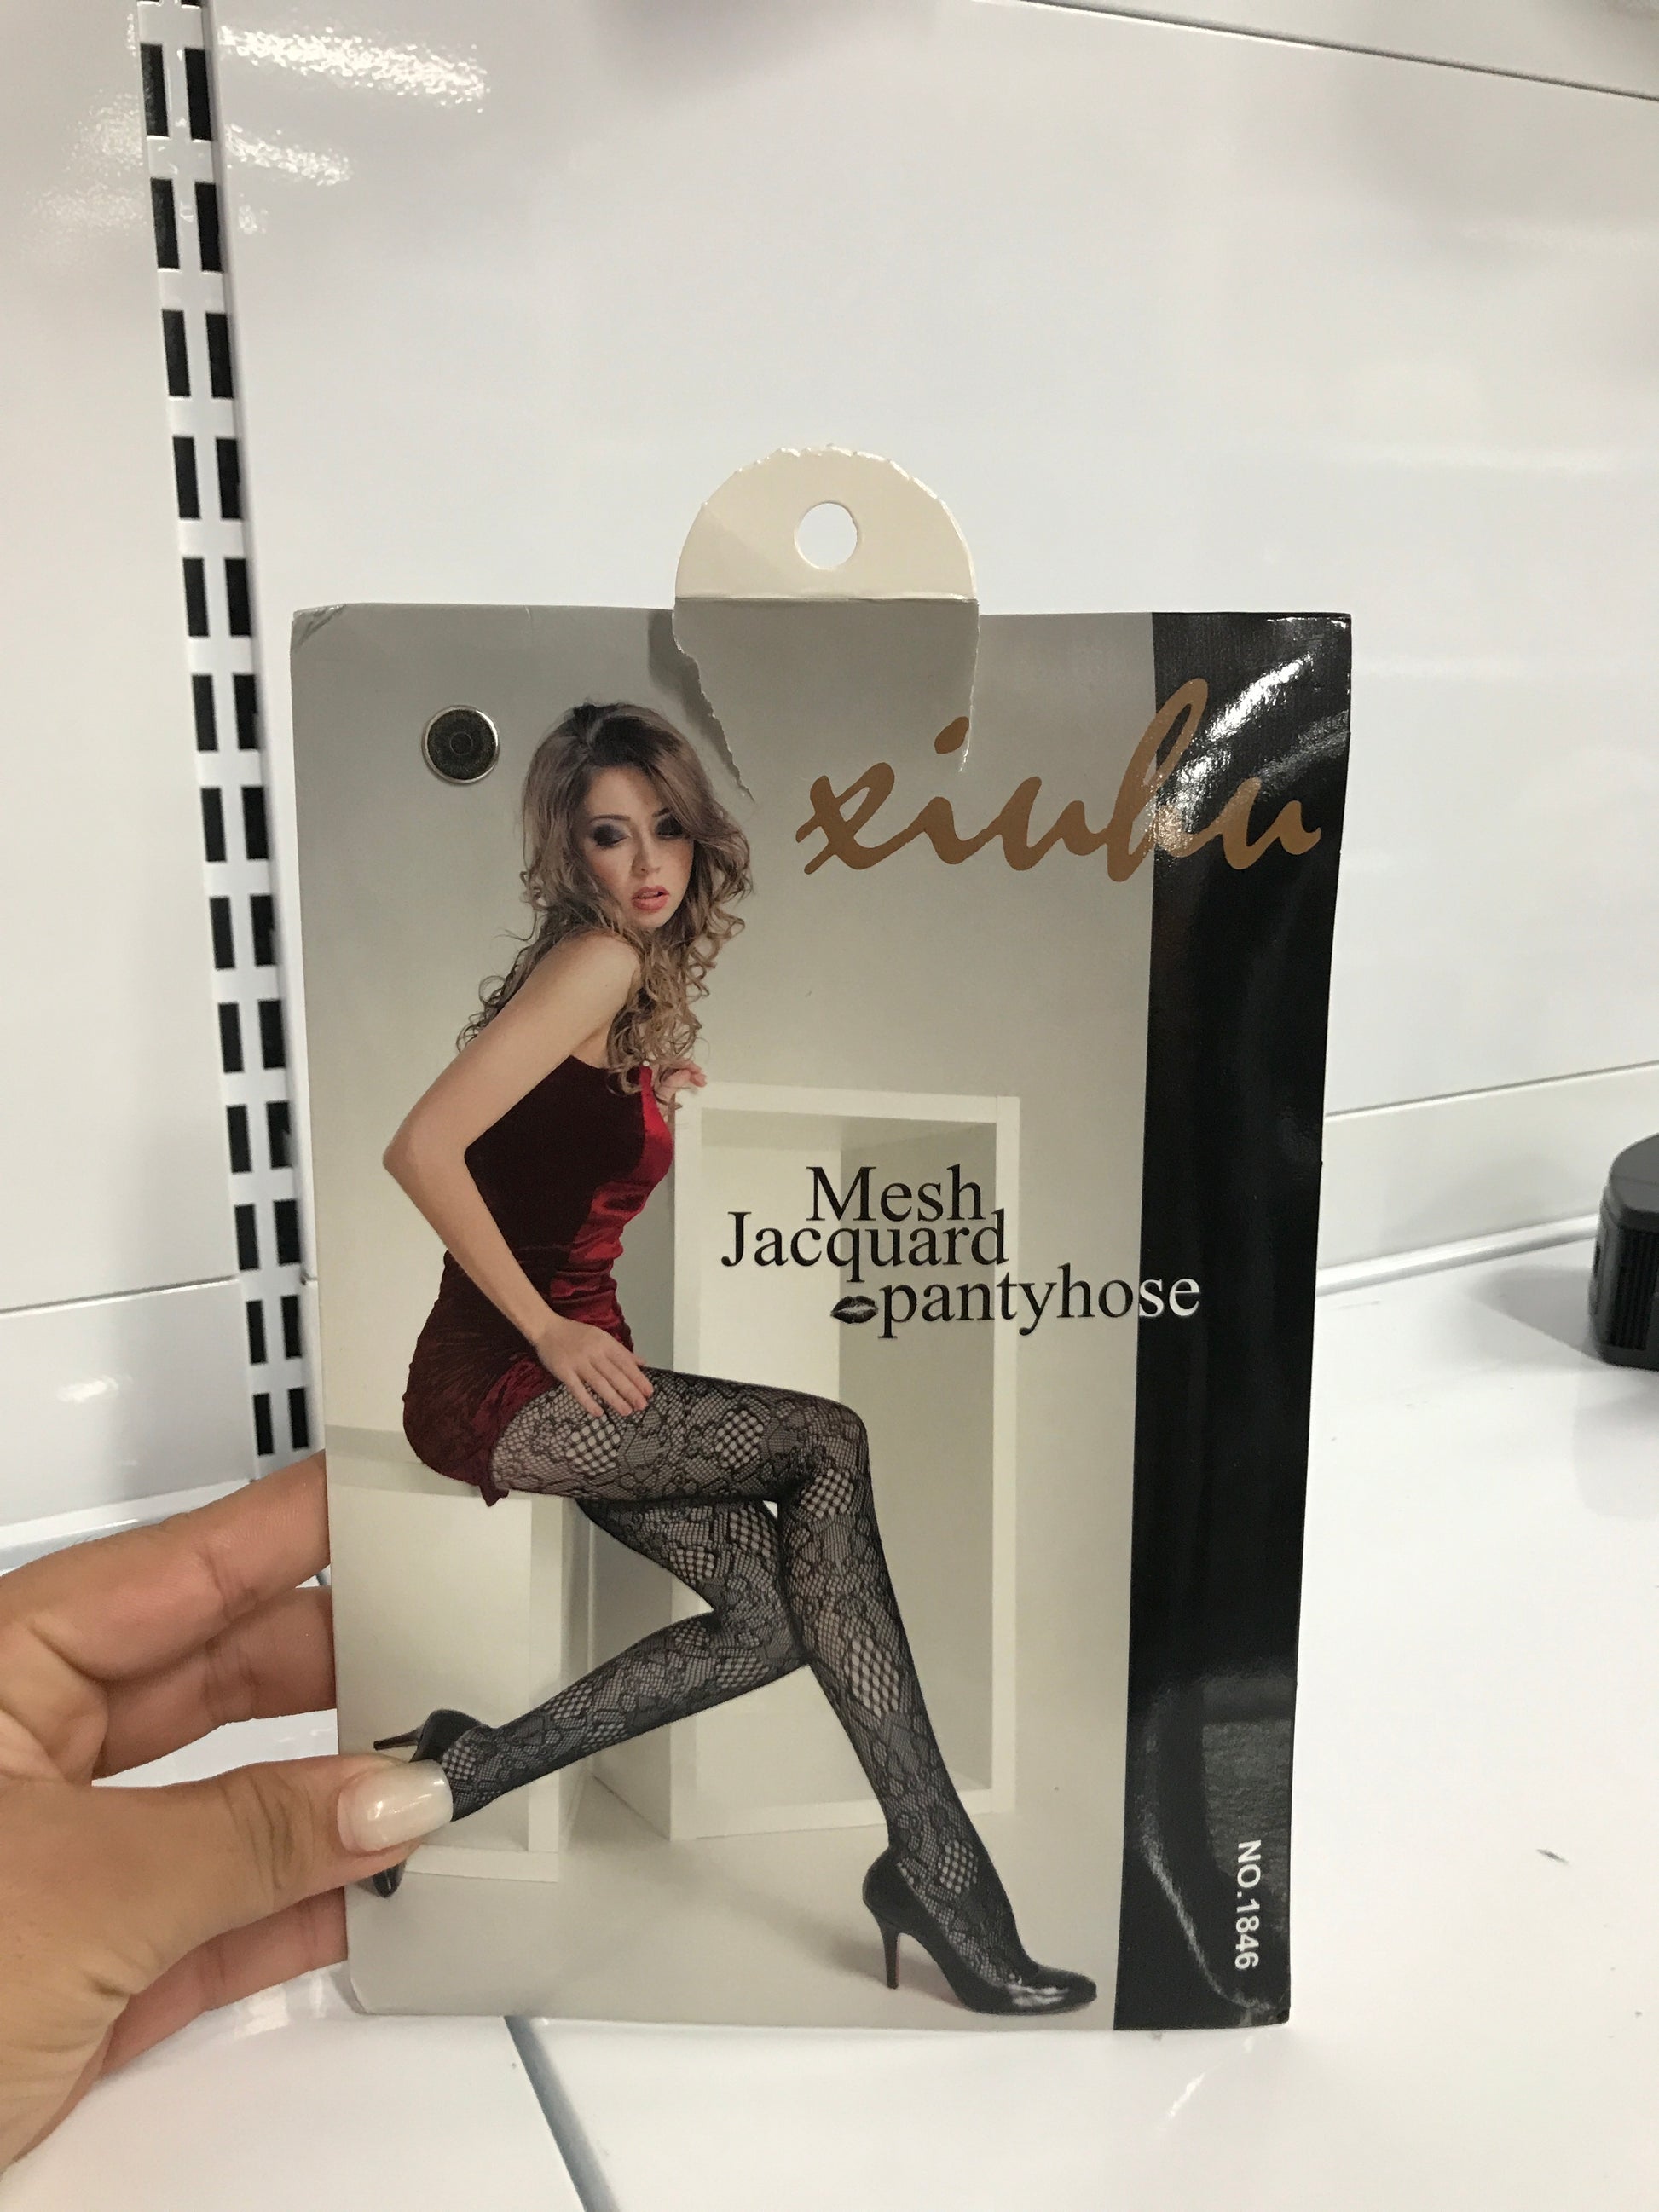 xiuhu
Mesh
Jacquard
pantyhose
NO.1846